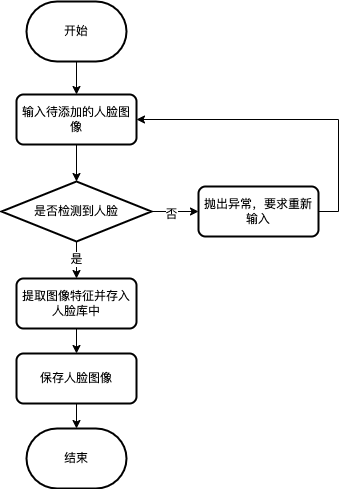 开始
输入待添加的人脸图
像
是否检测到人脸
否
抛出异常，要求重新
输入
是
提取图像特征并存入
人脸库中
保存人脸图像
结束